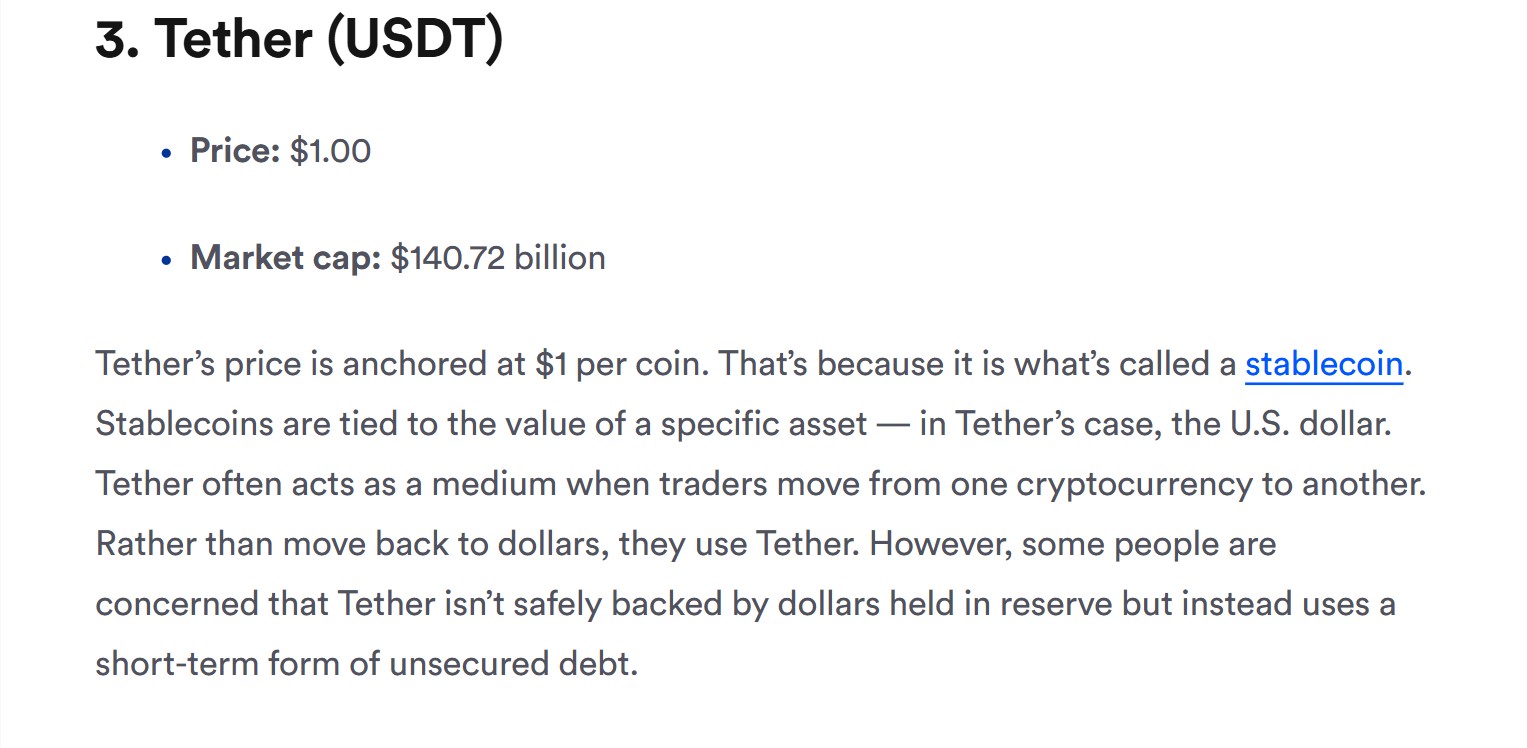 3. Tether (USDT)
• Price: $1.00
• Market cap: $140.72 billion
Tether’s price is anchored at $1 per coin. That’s because it is what’s called a stablecoin.
Stablecoins are tied to the value of a specific asset — in Tether’s case, the U.S. dollar.
Tether often acts as a medium when traders move from one cryptocurrency to another.
Rather than move back to dollars, they use Tether. However, some people are
concerned that Tether isn’t safely backed by dollars held in reserve but instead uses a
short-term form of unsecured debt.